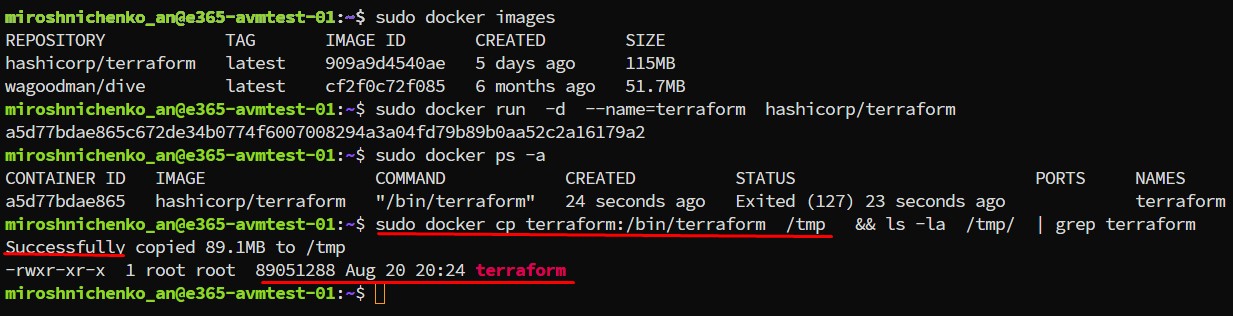 miroshnichenko_an@e365-avmtest-01:~$ sudo docker images
REPOSITORY TAG IMAGE ID CREATED SIZE
hashicorp/terraform latest 909a9d4540ae 5 days ago 115MB
wagoodman/dive latest cf2f0c72f085 6 months ago 51.7MB
miroshnichenko_an@e365-avmtest-01:~$ sudo docker run -d --name=terraform hashicorp/terraform
a5d77bdae865c672de34b0774f6007008294a3a04fd79b89b0aa52c2a16179a2
miroshnichenko_an@e365-avmtest-01:~$ sudo docker ps -a
CONTAINER ID IMAGE COMMAND CREATED STATUS PORTS NAMES
a5d77bdae865 hashicorp/terraform "/bin/terraform" 24 seconds ago Exited (127) 23 seconds ago terraform
miroshnichenko_an@e365-avmtest-01:~$ sudo docker cp terraform:/bin/terraform /tmp && ls -la /tmp/ | grep terraform
Successfully copied 89.1MB to /tmp
-rwxr-xr-x 1 root root 89051288 Aug 20 20:24 terraform
miroshnichenko_an@e365-avmtest-01:~$